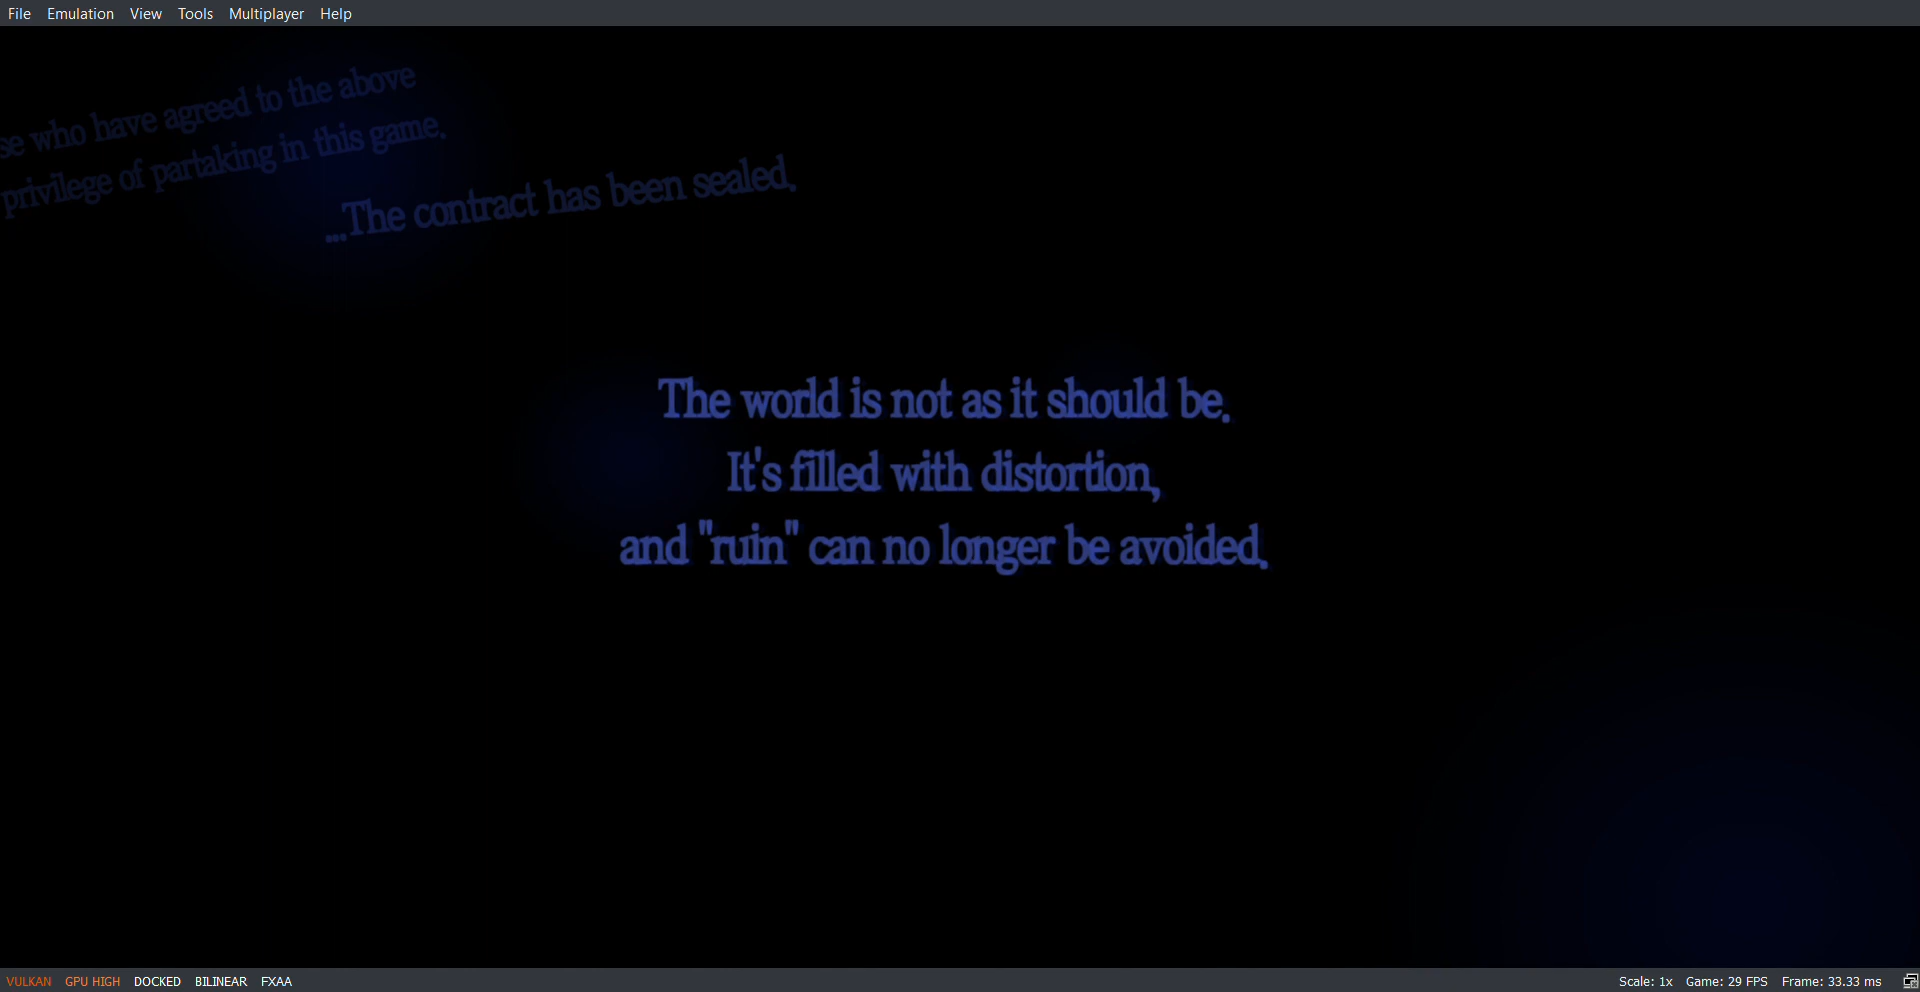 File Emulation View Tools Multiplayer Help
se who have agreed to the above
privilege of partaking in this game.
...The contract has been sealed.
The world is not as it should be.
It's filled with distortion,
and "ruin" can no longer be avoided.
VULKAN GPU HIGH DOCKED BILINEAR FXAA Scale: 1x Game: 29 FPS Frame: 33.33 ms